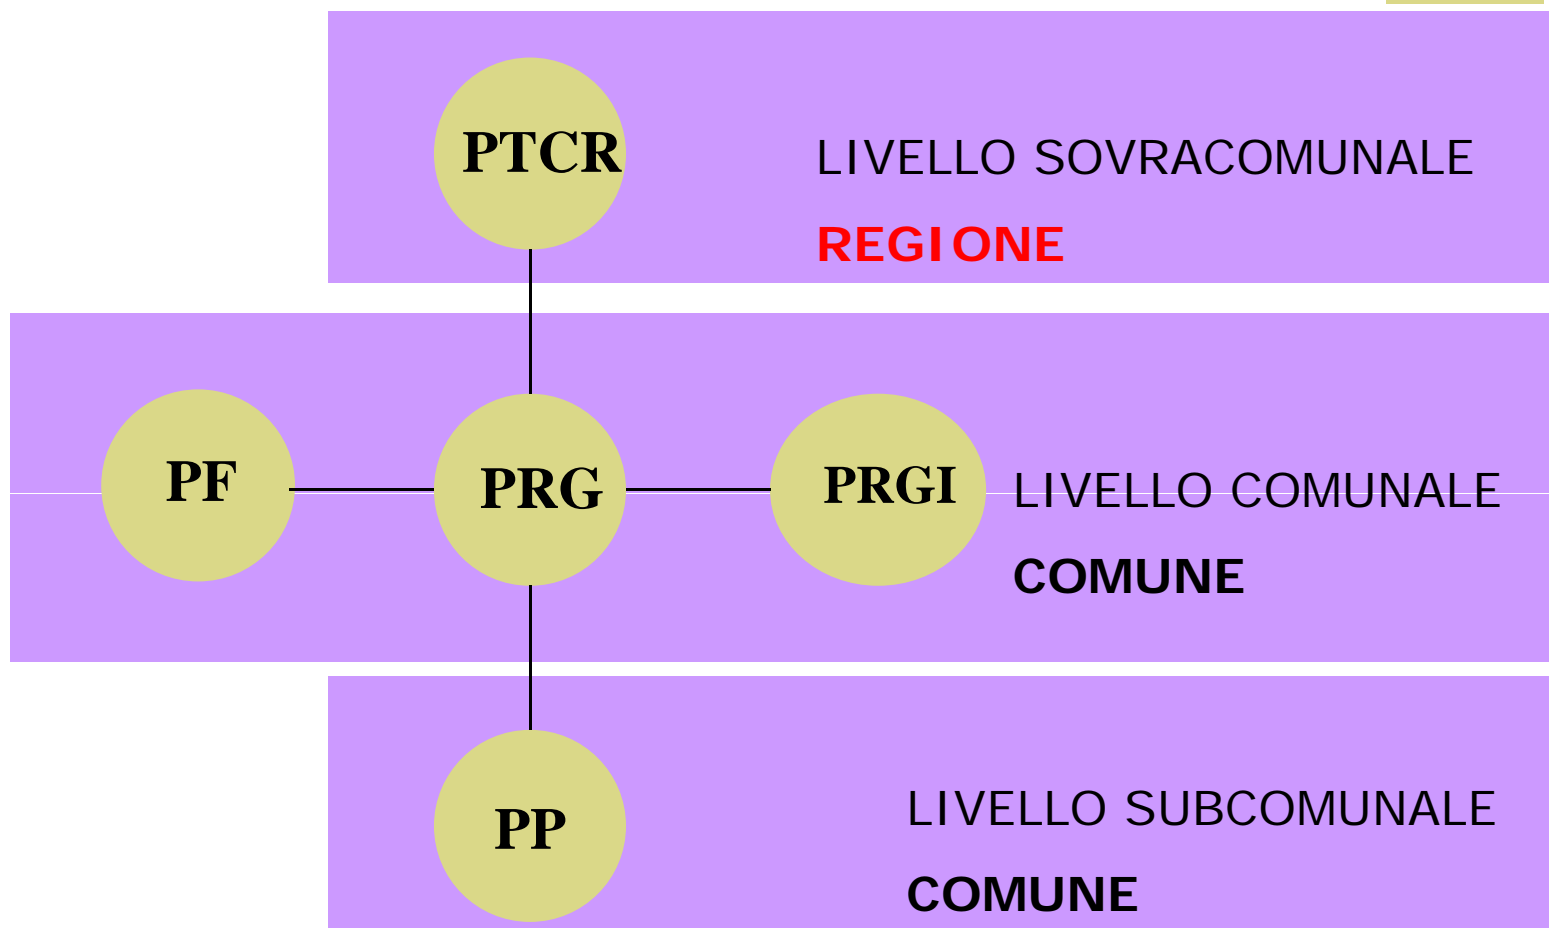 PTCR
LIVELLO SOVRACOMUNALE
REGIONE
PF
PRG
PRGI
LIVELLO COMUNALE
COMUNE
PP
LIVELLO SUBCOMUNALE
COMUNE